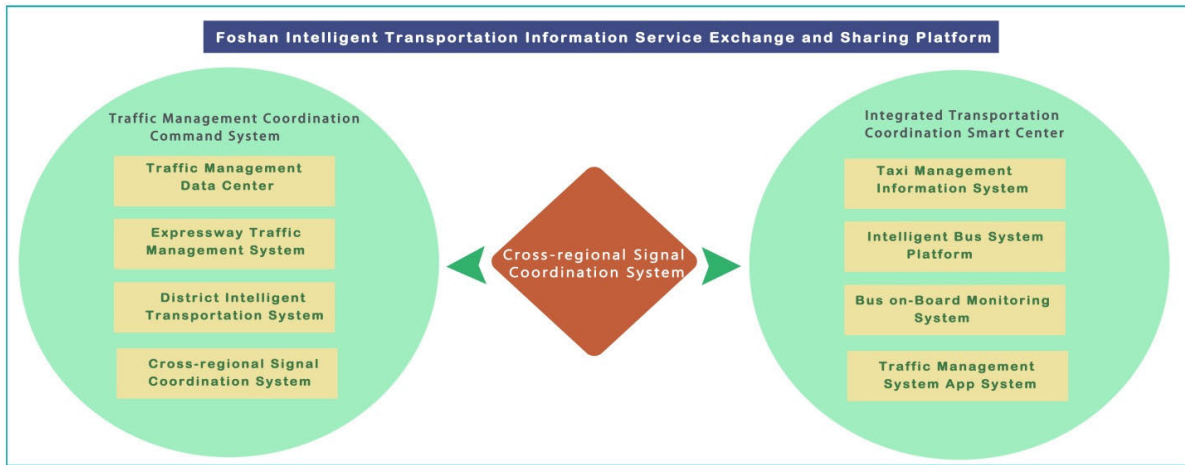 Foshan Intelligent Transportation Information Service Exchange and Sharing Platform
Traffic Management Coordination
Command System
Traffic Management
Data Center
Expressway Traffic
Management System
District Intelligent
Transportation System
Cross-regional Signal
Coordination System
Cross-regional Signal
Coordination System
Integrated Transportation
Coordination Smart Center
Taxi Management
Information System
Intelligent Bus System
Platform
Bus on-Board Monitoring
System
Traffic Management
System App System